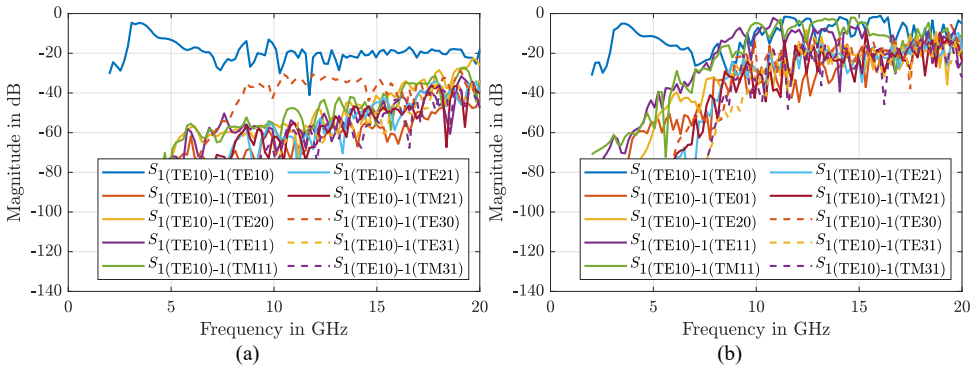 0
-20
-40
-60
-80
-100
-120
-140
Magnitude in dB
S1(TE10)-1(TE10) S1(TE10)-1(TE21)
S1(TE10)-1(TE01) S1(TE10)-1(TM21)
S1(TE10)-1(TE20) S1(TE10)-1(TE30)
S1(TE10)-1(TE11) S1(TE10)-1(TE31)
S1(TE10)-1(TM11) S1(TE10)-1(TM31)
0 5 10 15 20
Frequency in GHz
(a)
0
-20
-40
-60
-80
-100
-120
-140
Magnitude in dB
S1(TE10)-1(TE10) S1(TE10)-1(TE21)
S1(TE10)-1(TE01) S1(TE10)-1(TM21)
S1(TE10)-1(TE20) S1(TE10)-1(TE30)
S1(TE10)-1(TE11) S1(TE10)-1(TE31)
S1(TE10)-1(TM11) S1(TE10)-1(TM31)
0 5 10 15 20
Frequency in GHz
(b)